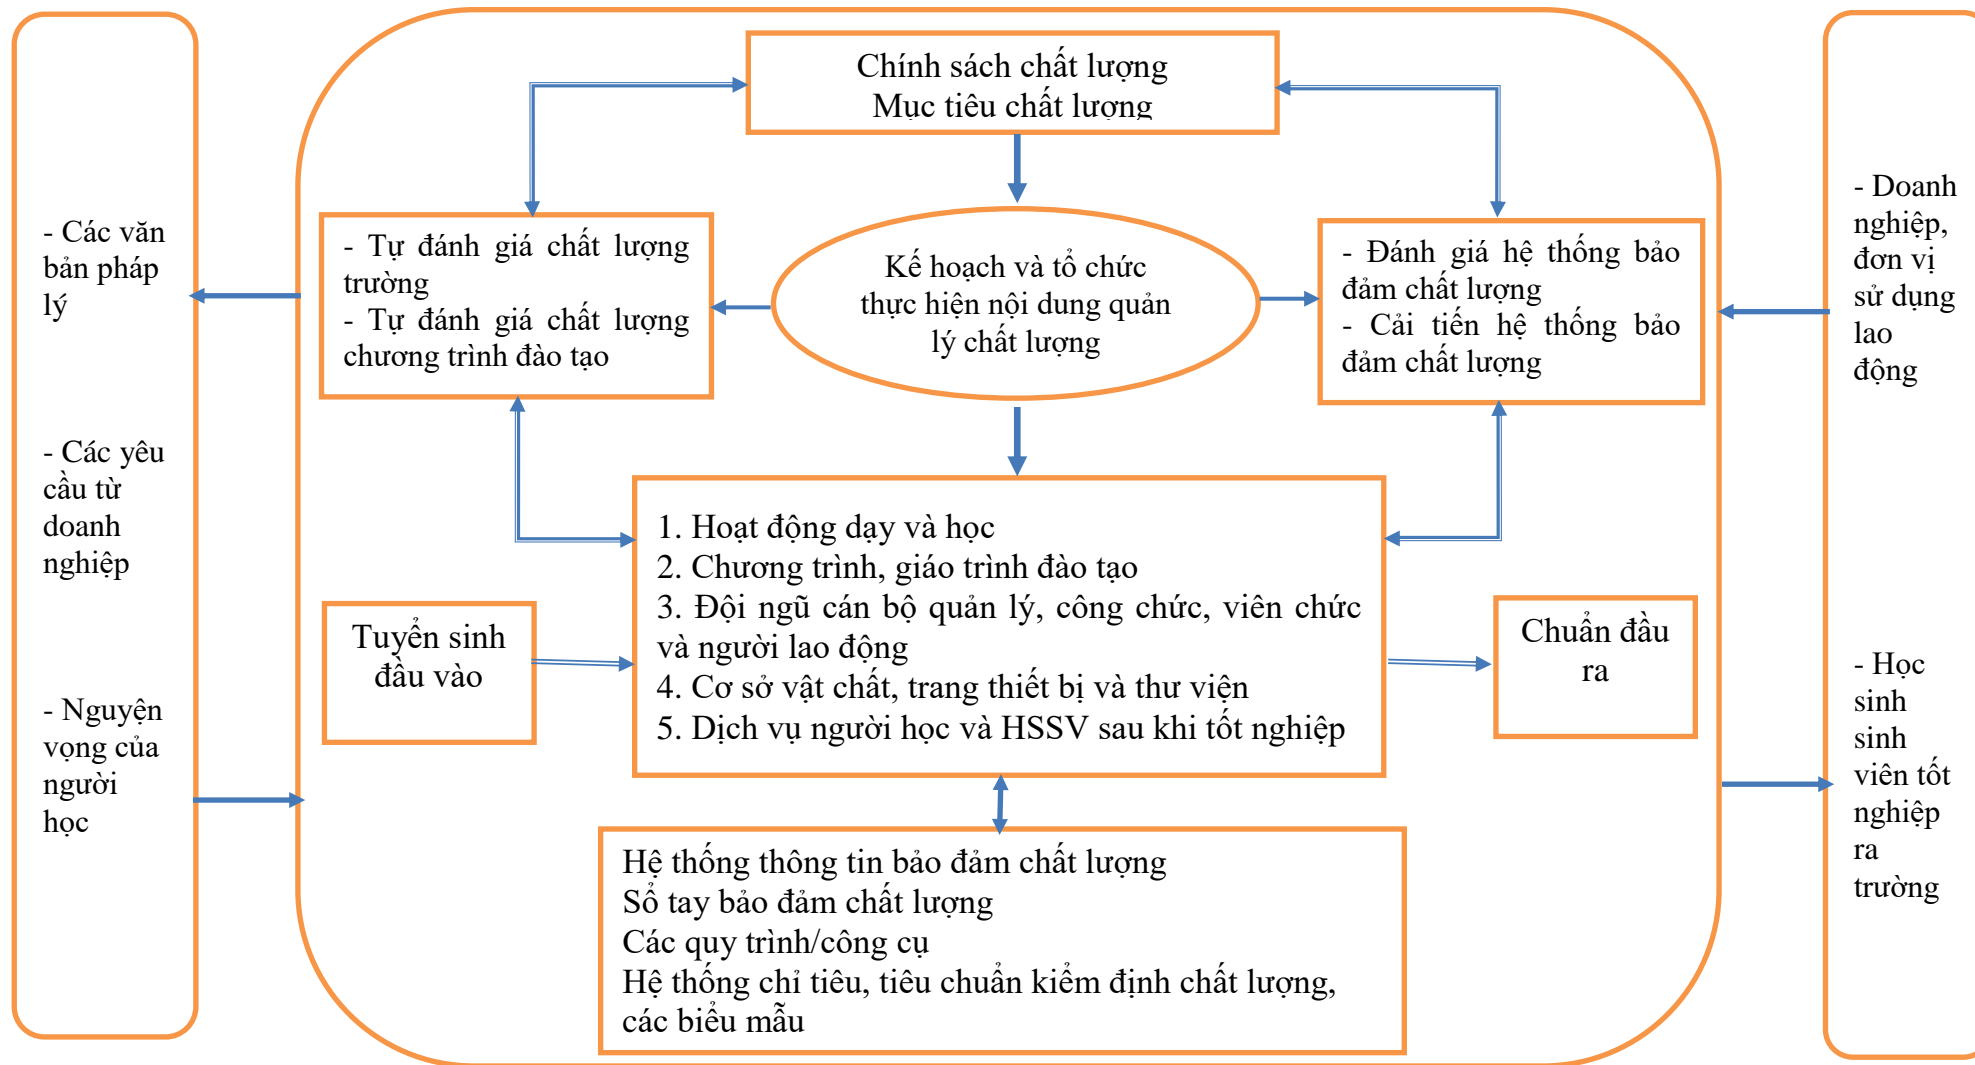 Chính sách chất lượng
Mục tiêu chất lượng
- Các văn
bản pháp
lý
- Các yêu
cầu từ
doanh
nghiệp
- Nguyện
vọng của
người
học
- Tự đánh giá chất lượng
trường
- Tự đánh giá chất lượng
chương trình đào tạo
Kế hoạch và tổ chức
thực hiện nội dung quản
lý chất lượng
- Đánh giá hệ thống bảo
đảm chất lượng
- Cải tiến hệ thống bảo
đảm chất lượng
- Doanh
nghiệp,
đơn vị
sử dụng
lao
động
- Học
sinh
sinh
viên tốt
nghiệp
ra
trường
Tuyển sinh
đầu vào
1. Hoạt động dạy và học
2. Chương trình, giáo trình đào tạo
3. Đội ngũ cán bộ quản lý, công chức, viên chức
và người lao động
4. Cơ sở vật chất, trang thiết bị và thư viện
5. Dịch vụ người học và HSSV sau khi tốt nghiệp
Chuẩn đầu
ra
Hệ thống thông tin bảo đảm chất lượng
Sổ tay bảo đảm chất lượng
Các quy trình/công cụ
Hệ thống chỉ tiêu, tiêu chuẩn kiểm định chất lượng,
các biểu mẫu